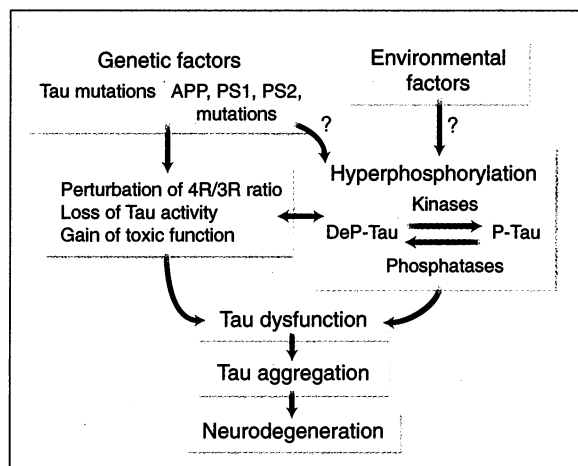 Genetic factors
Tau mutations APP, PS1, PS2,
mutations
Environmental
factors
?
?
Perturbation of 4R/3R ratio
Loss of Tau activity
Gain of toxic function
Hyperphosphorylation
Kinases
DeP-Tau P-Tau
Phosphatases
Tau dysfunction
Tau aggregation
Neurodegeneration